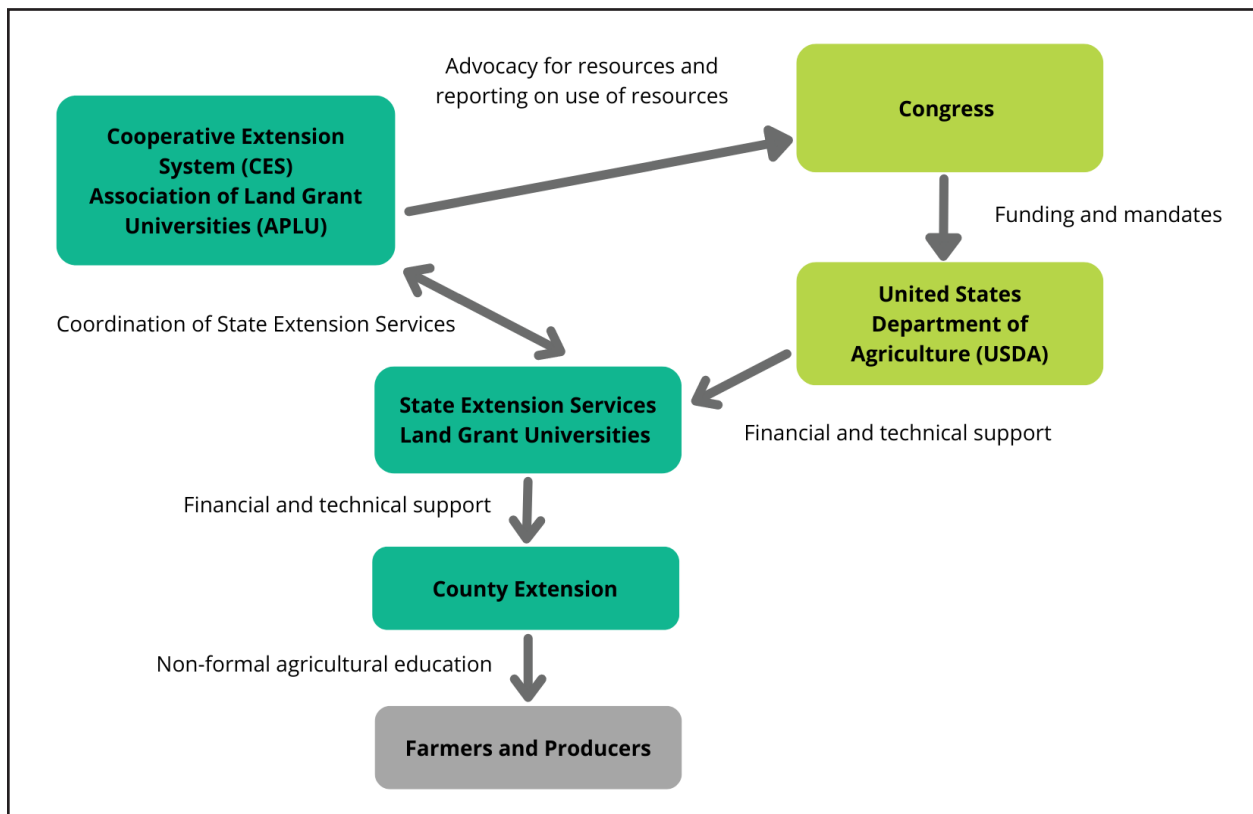 Advocacy for resources and
reporting on use of resources
Cooperative Extension
System (CES)
Association of Land Grant
Universities (APLU)
Congress
Funding and mandates
United States
Department of
Agriculture (USDA)
Coordination of State Extension Services
State Extension Services
Land Grant Universities
Financial and technical support
Financial and technical support
County Extension
Non-formal agricultural education
Farmers and Producers